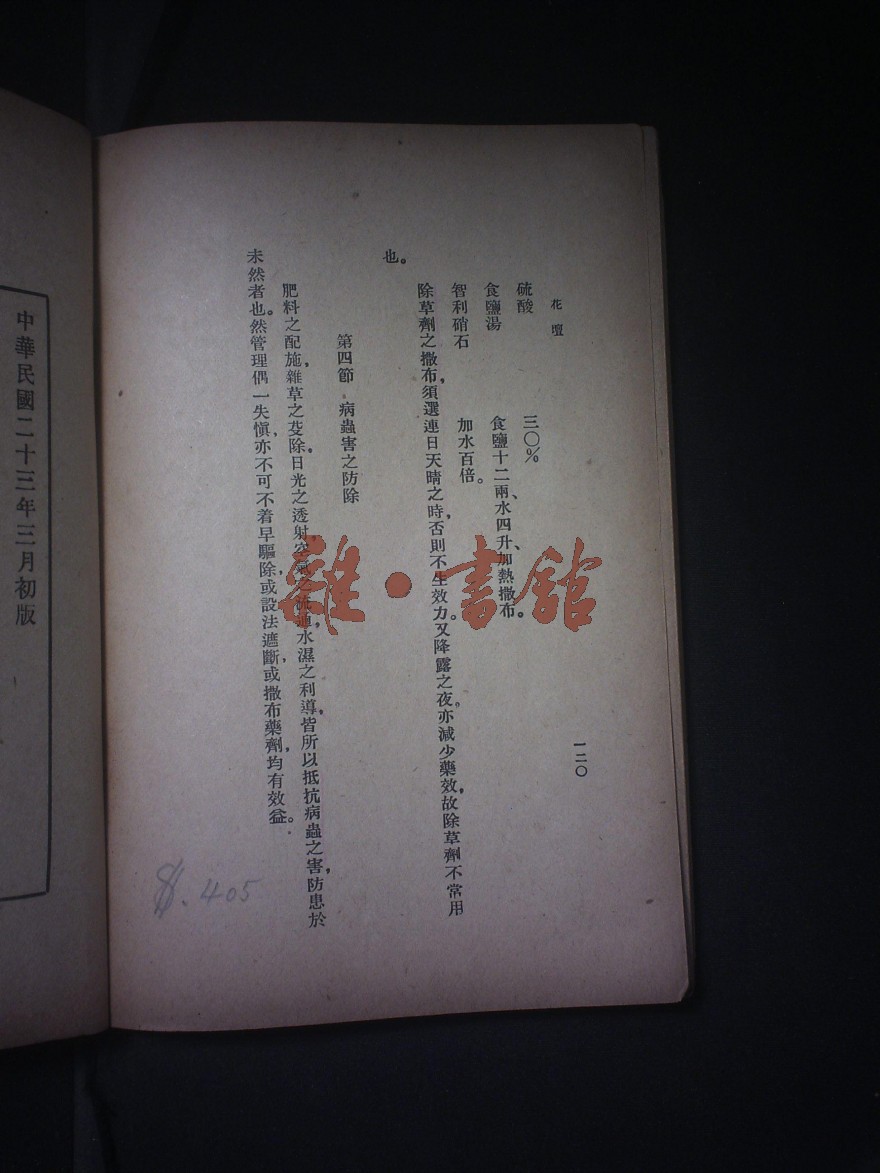 花壇
一二〇
硫酸　三〇%
食鹽湯　食鹽十二兩、水四升、加熱撒布。
智利硝石　加水百倍。
除草劑之撒布，須選連日天晴之時，否則不生效力。又降露之夜。亦減少藥效，故除草劑不常用
也。
第四節　病蟲害之防除
肥料之配施，雜草之芟除，日光之透射，空氣之流通，水濕之利導，皆所以抵抗病蟲之害，防患於
未然者也。然管理偶一失慎，亦不可不着早驅除，或設法遮斷，或撒布藥劑，均有效益。
$.405
中華民國二十三年三月初版
雜·書館